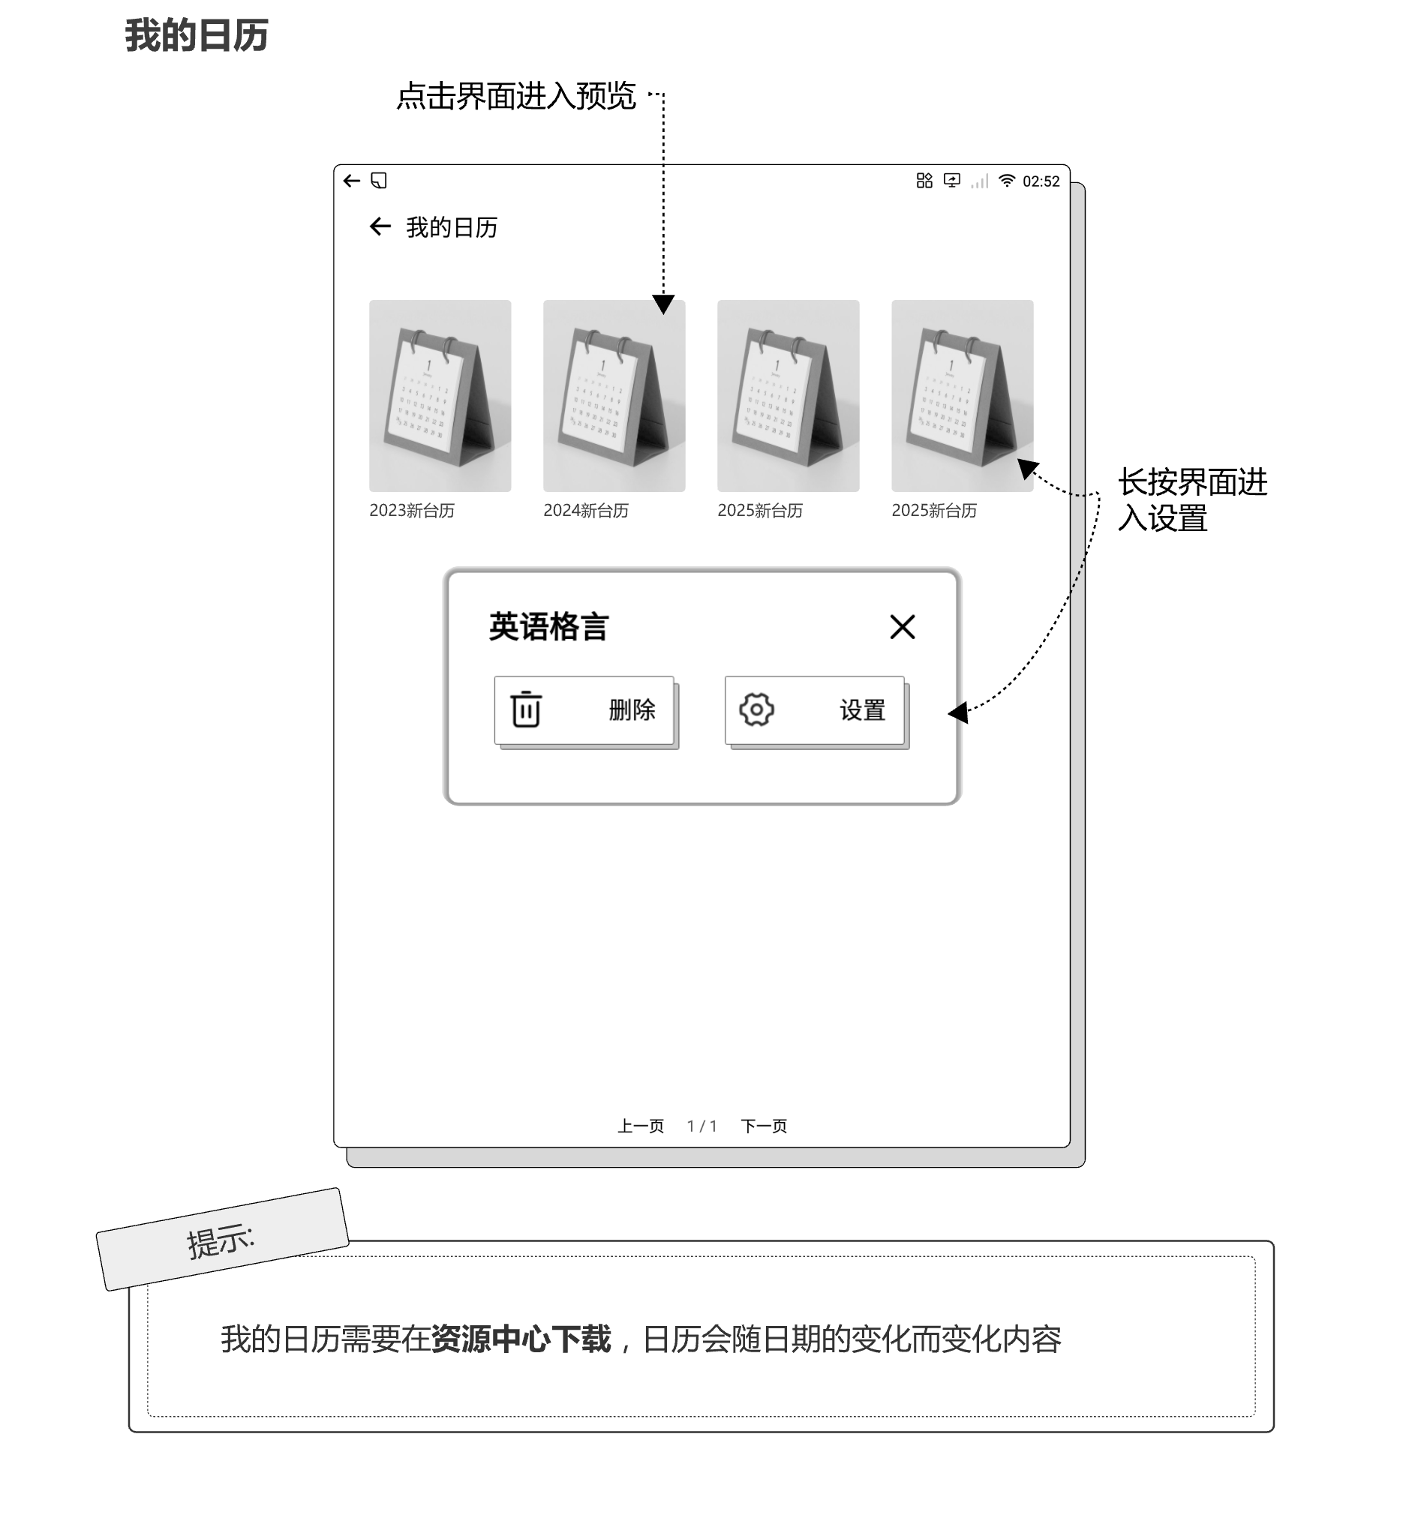 我的日历
点击界面进入预览
02:52
我的日历
2023新台历
2024新台历
2025新台历
2025新台历
长按界面进
入设置
英语格言
删除
设置
上一页 1 / 1 下一页
提示:
我的日历需要在资源中心下载，日历会随日期的变化而变化内容